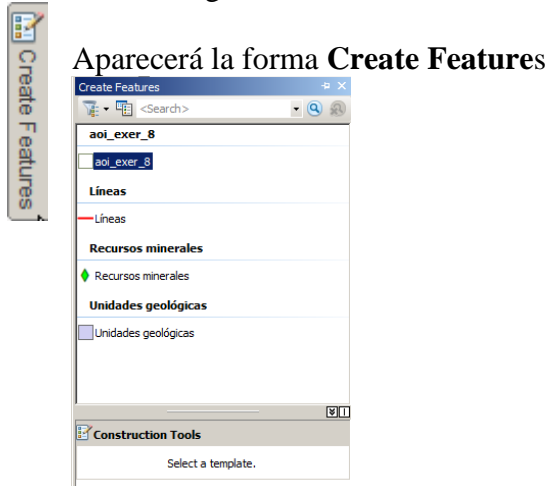 Create Features
Aparecerá la forma Create Features
Create Features
<Search>
aoi_exer_8
aoi_exer_8
Líneas
Líneas
Recursos minerales
Recursos minerales
Unidades geológicas
Unidades geológicas
Construction Tools
Select a template.